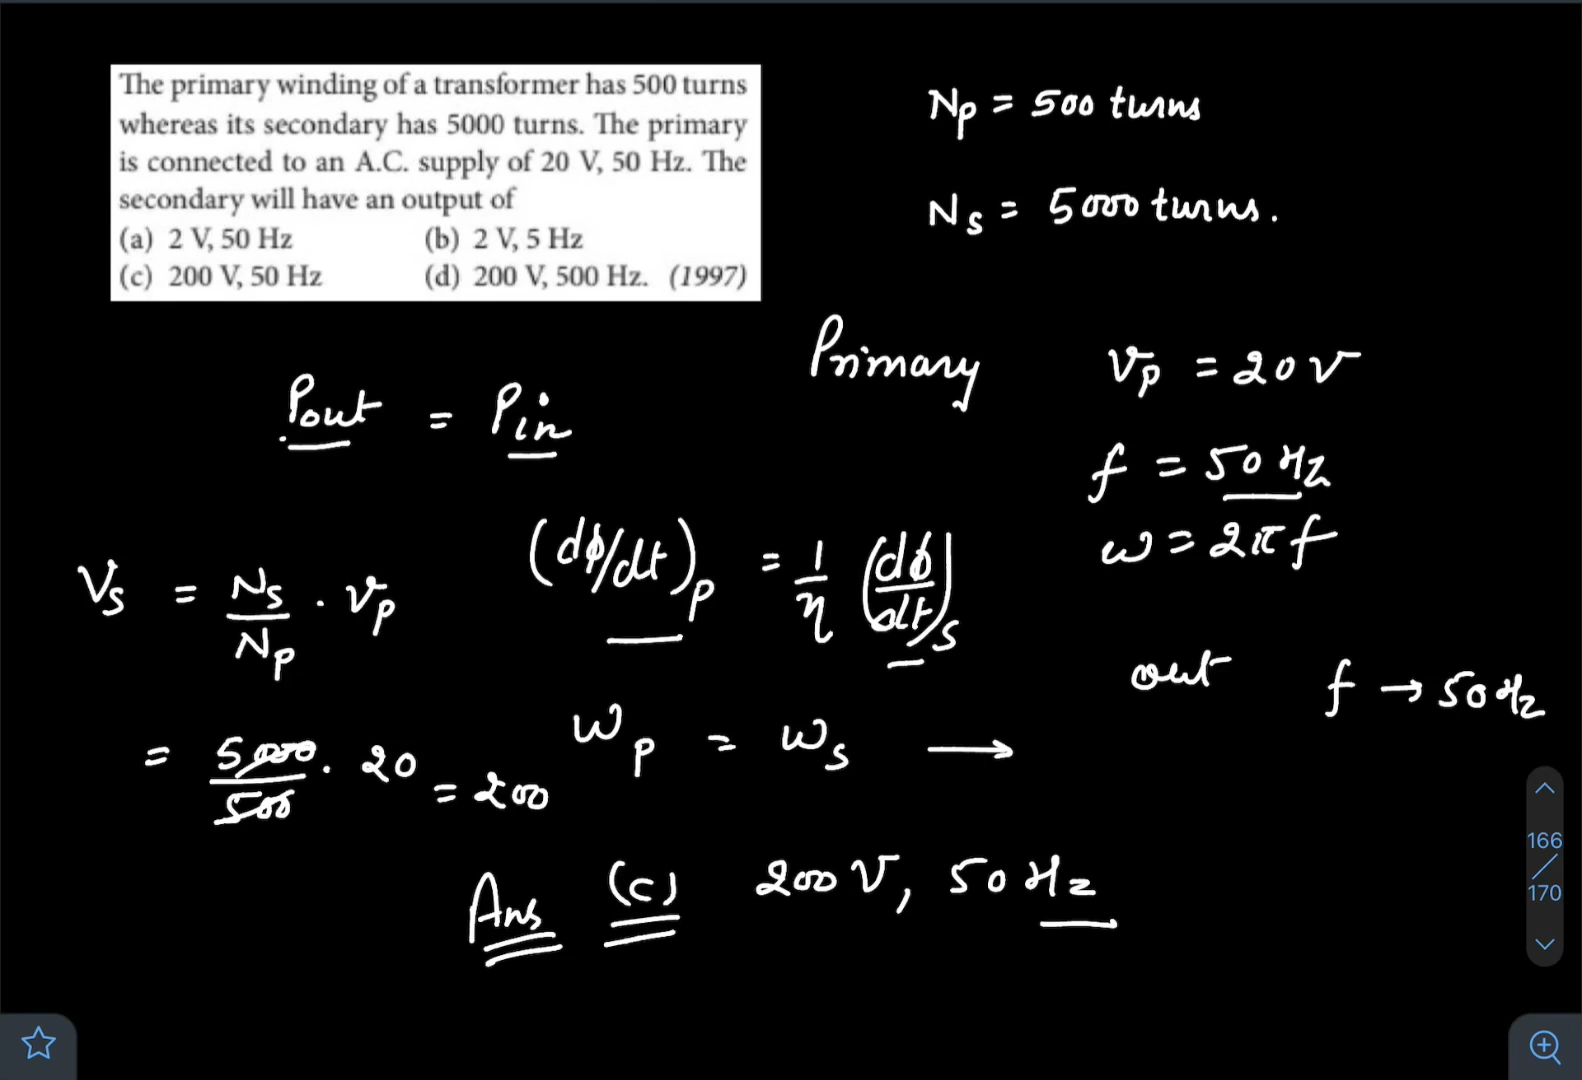 The primary winding of a transformer has 500 turns
whereas its secondary has 5000 turns. The primary
is connected to an A.C. supply of 20 V, 50 Hz. The
secondary will have an output of
(a) 2 V, 50 Hz (b) 2 V, 5 Hz
(c) 200 V, 50 Hz (d) 200 V, 500 Hz. (1997)
Np = 500 turns
Ns = 5000 turns.
Primary Vp = 20 V
f = 50 Hz
ω = 2πf
Pout = Pin
(dφ/dt)p = 1/η (dφ/dt)s
Vs = Ns/Np . Vp
out f → 50 Hz
ωp = ωs →
= 5000/500 . 20 = 200
Ans (c) 200 V, 50 Hz
166
170